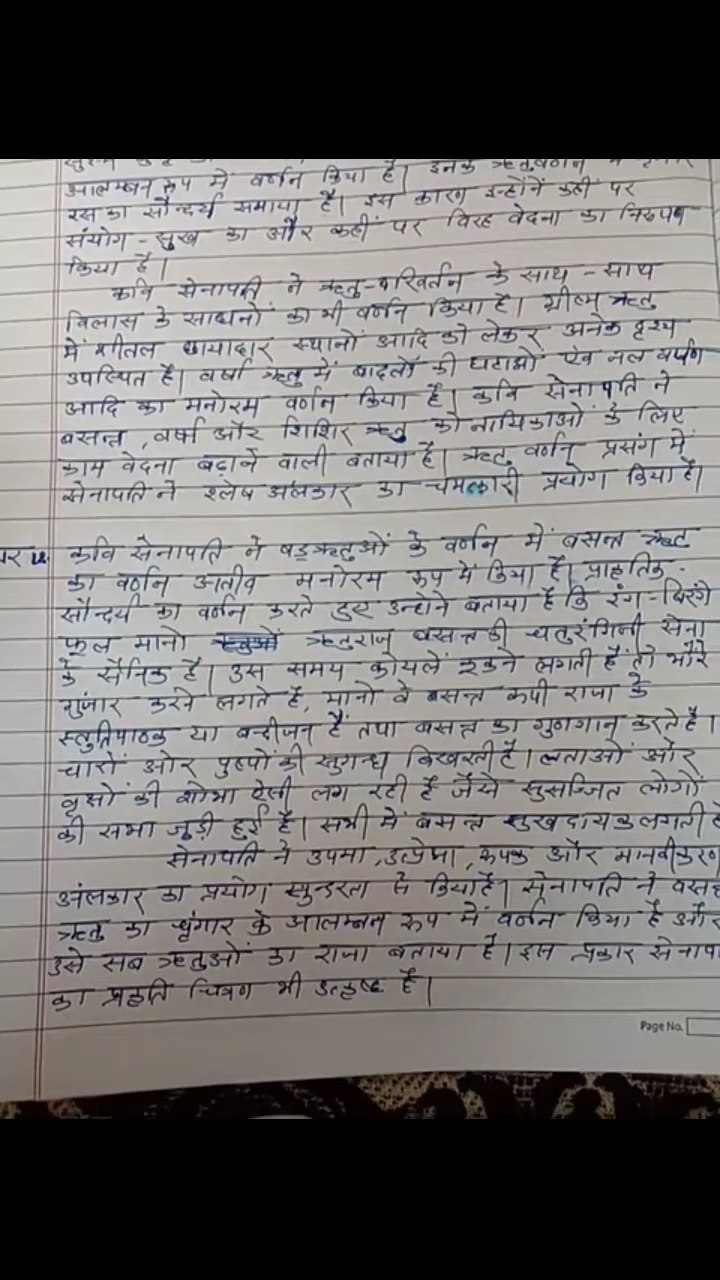 आलम्बन रूप में वर्णन किया है। इनके ऋतुवर्णन में
रस का सौन्दर्य समाया है। इस कारण इन्होनें कहीं पर
संयोग - सुख का और कहीं पर विरह वेदना का निरूपण
किया है।
कवि सेनापति ने ऋतु-परिवर्तन के साथ - साथ
विलास के साधनों का भी वर्णन किया है। ग्रीष्म ऋतु
में शीतल छायादार स्थानों आदि को लेकर अनेक दृश्य
उपस्थित है। वर्षा ऋतु में बादलों की घटाओं एंव जल वर्षण
आदि का मनोरम वर्णन किया है। कवि सेनापति ने
बसन्त , वर्षा और शिशिर ऋतु को नायिकाओं के लिए
काम वेदना बढ़ाने वाली बताया है। ऋतु वर्णन प्रसंग में
सेनापति ने श्लेष अंलकार का चमत्कारी प्रयोग किया है।
कवि सेनापति ने षड्ऋतुओं के वर्णन में बसन्त ऋतु
का वर्णन अतीव मनोरम रूप में किया है। प्राकृतिक -
सौन्दर्य का वर्णन करते हुए उन्होने बताया है कि रंग-बिरंगे
फूल मानो ऋतुराज बसन्त की चतुरंगिनी सेना
के सैनिक है। उस समय कोयलें कूकने लगती हैं तो भौंरे
गुंजार करने लगते है, मानो वे बसन्त रूपी राजा के
स्तुतिपाठक या बन्दीजन हैं तथा बसन्त का गुणगान करते है।
चारों ओर पुष्पों की सुगन्ध बिखरती है। लताओं और
वृक्षों की शोभा ऐसी लग रही है जैसे सुसज्जित लोगों
की सभा जुड़ी हुई है। सभी में बसन्त सुखदायक लगती है
सेनापति ने उपमा , उत्प्रेक्षा , रूपक और मानवीकरण
अंलकार का प्रयोग सुन्दरता से किया है। सेनापति ने बसन्त
ऋतु का श्रृंगार के आलम्बन रूप में वर्णन किया है और
उसे सब ऋतुओं का राजा बताया है। इस प्रकार सेनाप
का प्रकृति चित्रण भी उत्कृष्ट है।
Page No.